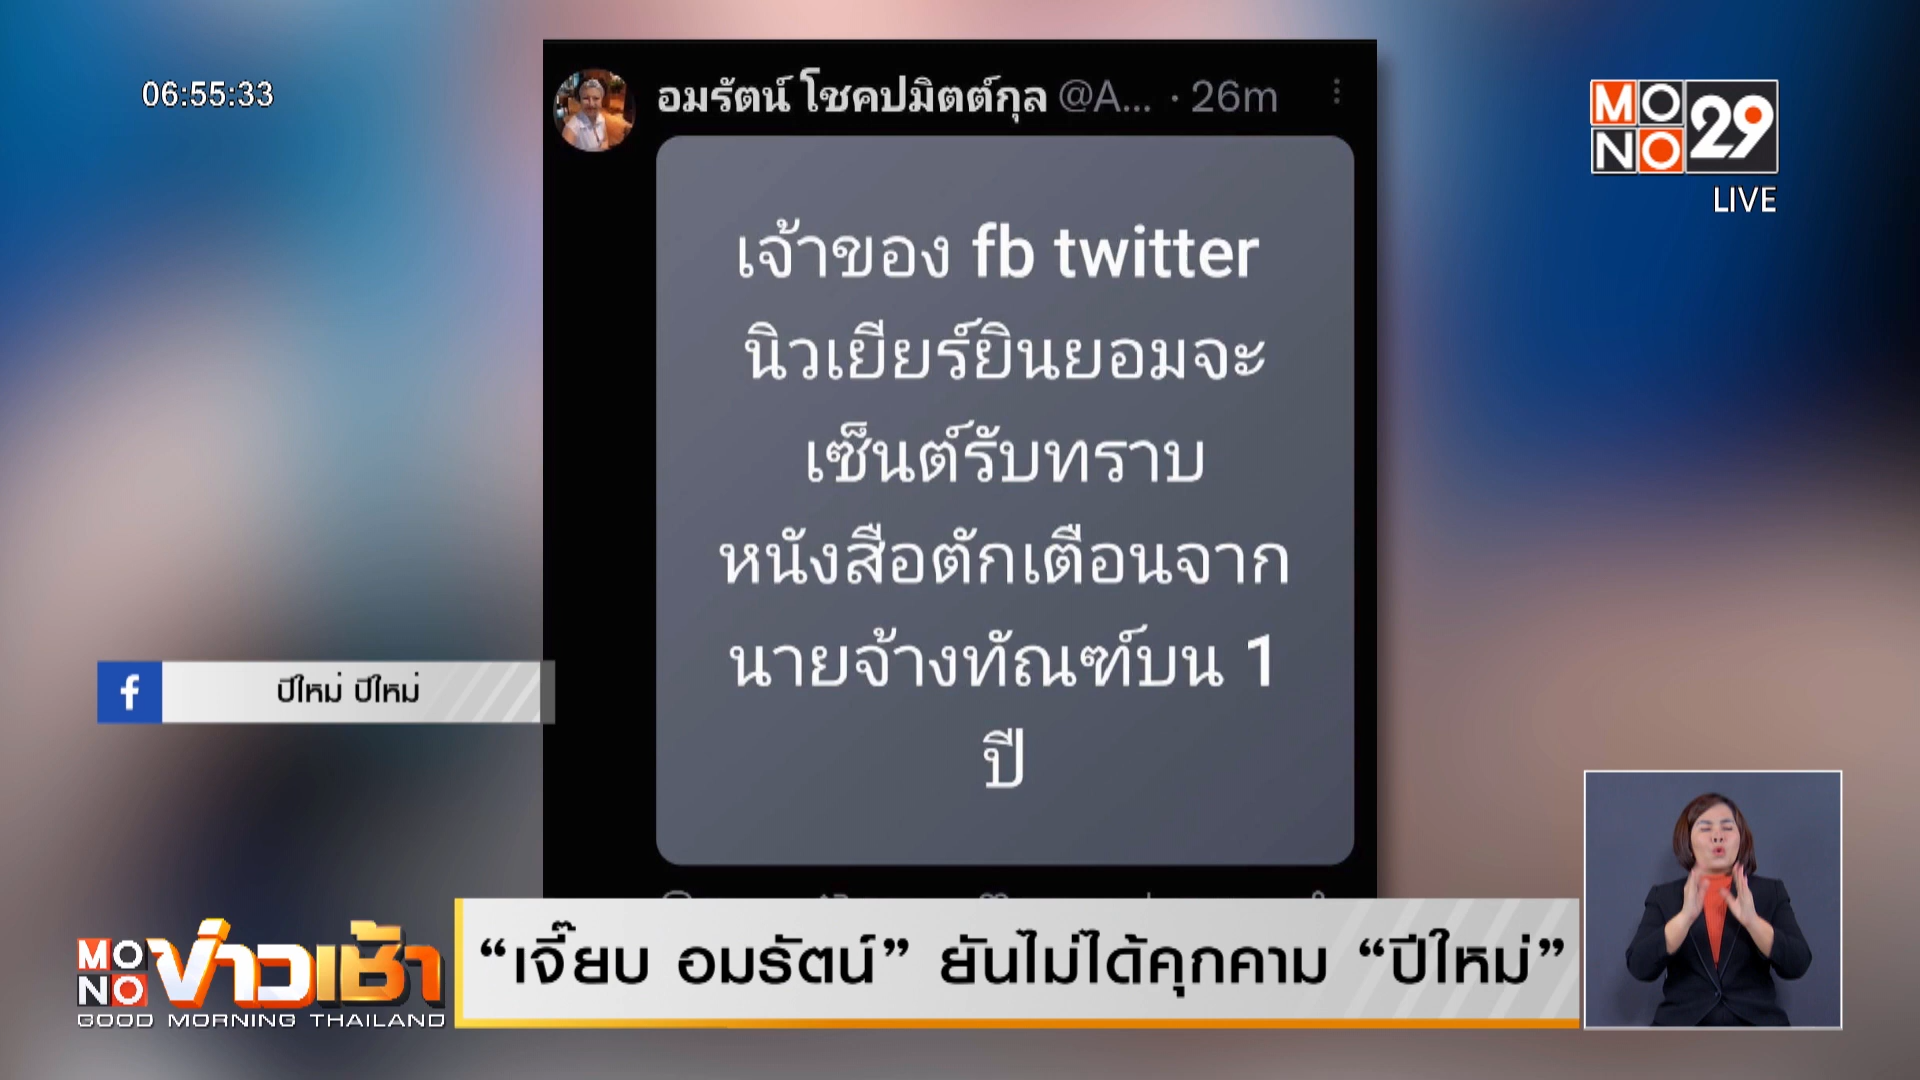 06:55:33
อมรัตน์ โชคปมิตต์กุล @A... · 26m
MONO 29
LIVE
เจ้าของ fb twitter
นิวเยียร์ยินยอมจะ
เซ็นต์รับทราบ
หนังสือตักเตือนจาก
นายจ้างทัณฑ์บน 1
ปี
f ปีใหม่ ปีใหม่
MONO ข่าวเช้า
GOOD MORNING THAILAND
“เจี๊ยบ อมรัตน์” ยันไม่ได้คุกคาม “ปีใหม่”